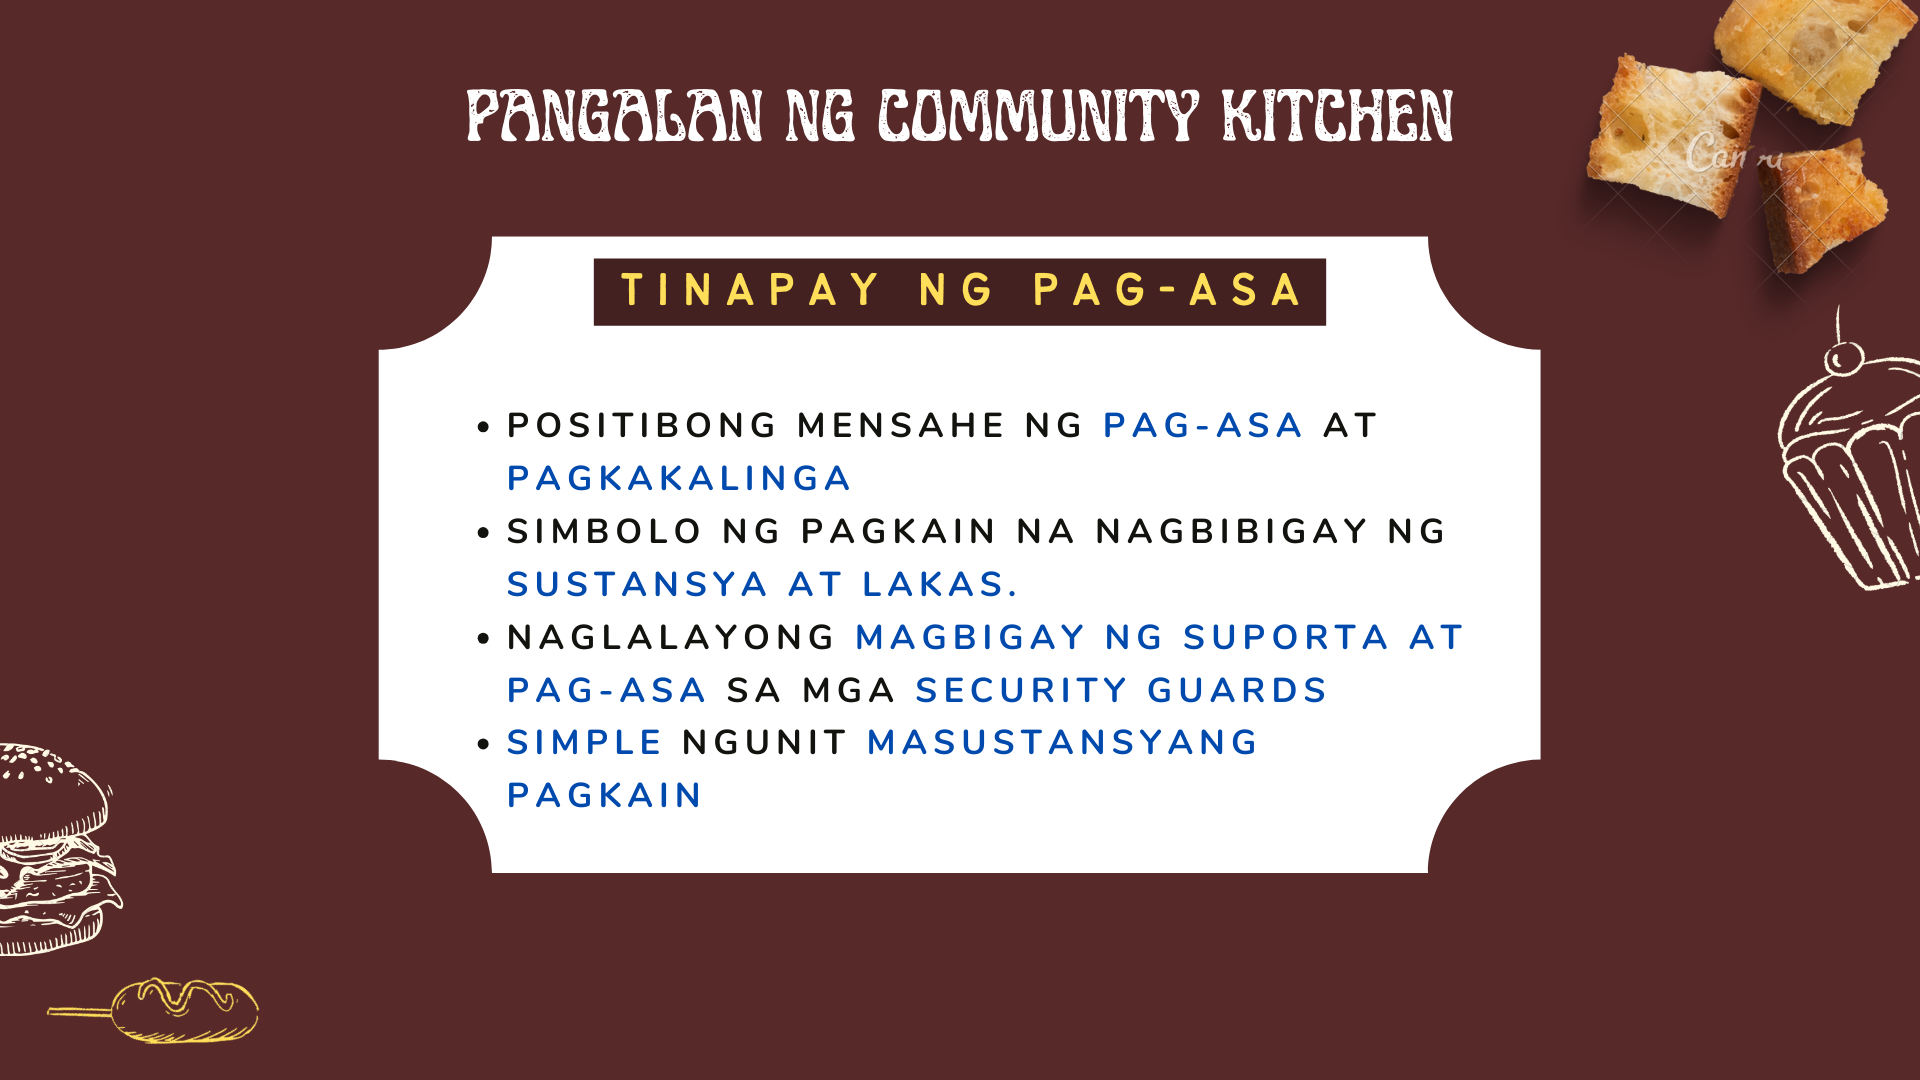 PANGALAN NG COMMUNITY KITCHEN
TINAPAY NG PAG-ASA
• POSITIBONG MENSAHE NG PAG-ASA AT
PAGKAKALINGA
• SIMBOLO NG PAGKAIN NA NAGBIBIGAY NG
SUSTANSYA AT LAKAS.
• NAGLALAYONG MAGBIGAY NG SUPORTA AT
PAG-ASA SA MGA SECURITY GUARDS
• SIMPLE NGUNIT MASUSTANSYANG
PAGKAIN